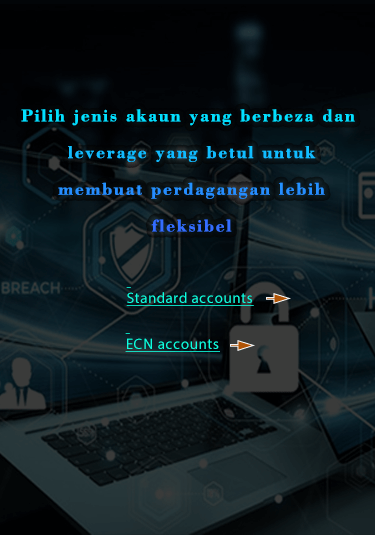 Pilih jenis akaun yang berbeza dan
leverage yang betul untuk
membuat perdagangan lebih
fleksibel
BREACH
Standard accounts
ECN accounts